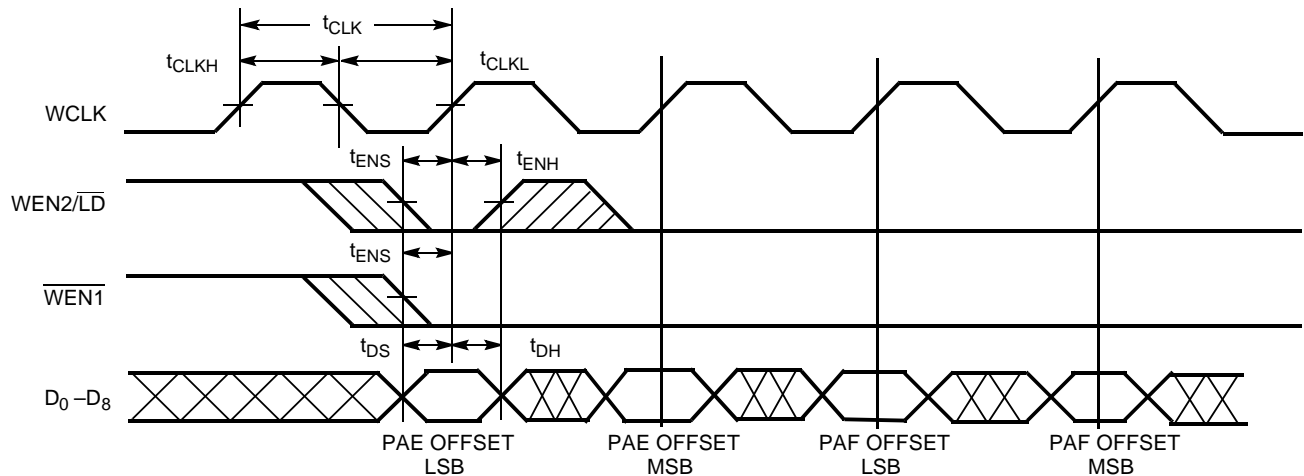 tCLK
tCLKH
tCLKL
WCLK
tENS
tENH
WEN2/LD
tENS
WEN1
tDS
tDH
D0 –D8
PAE OFFSET
LSB
PAE OFFSET
MSB
PAF OFFSET
LSB
PAF OFFSET
MSB